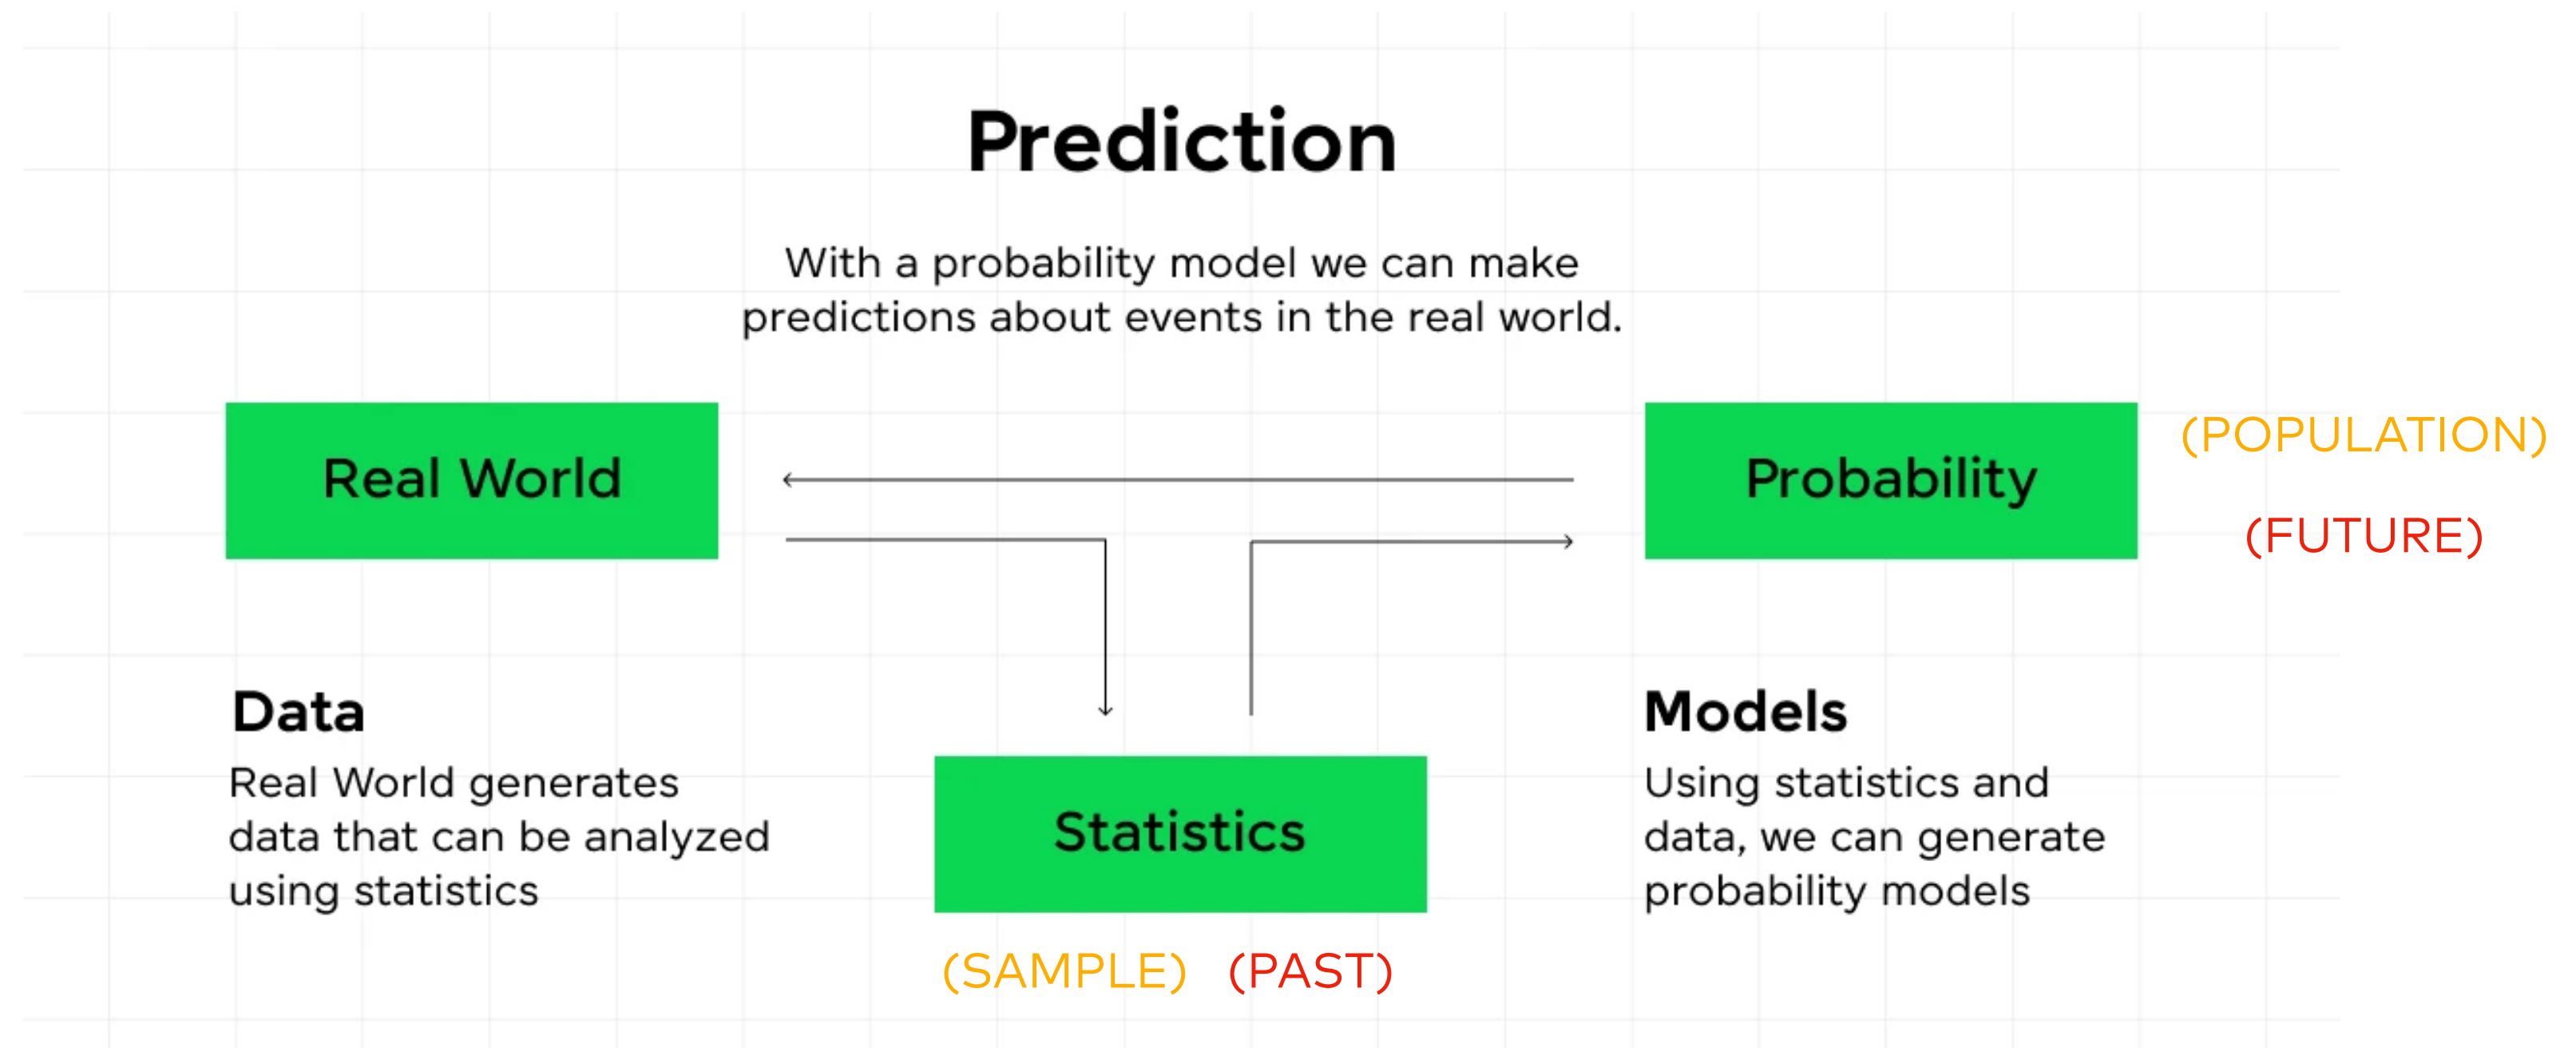 Prediction
With a probability model we can make
predictions about events in the real world.
Real World
Probability
(POPULATION)
(FUTURE)
Data
Real World generates
data that can be analyzed
using statistics
Statistics
(SAMPLE) (PAST)
Models
Using statistics and
data, we can generate
probability models